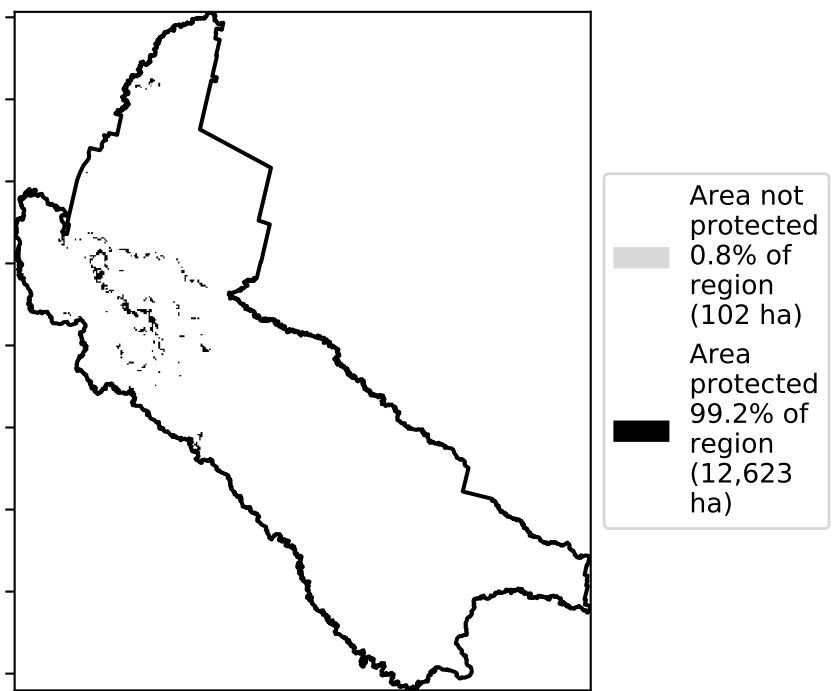 Area not
protected
0.8% of
region
(102 ha)
Area
protected
99.2% of
region
(12,623
ha)